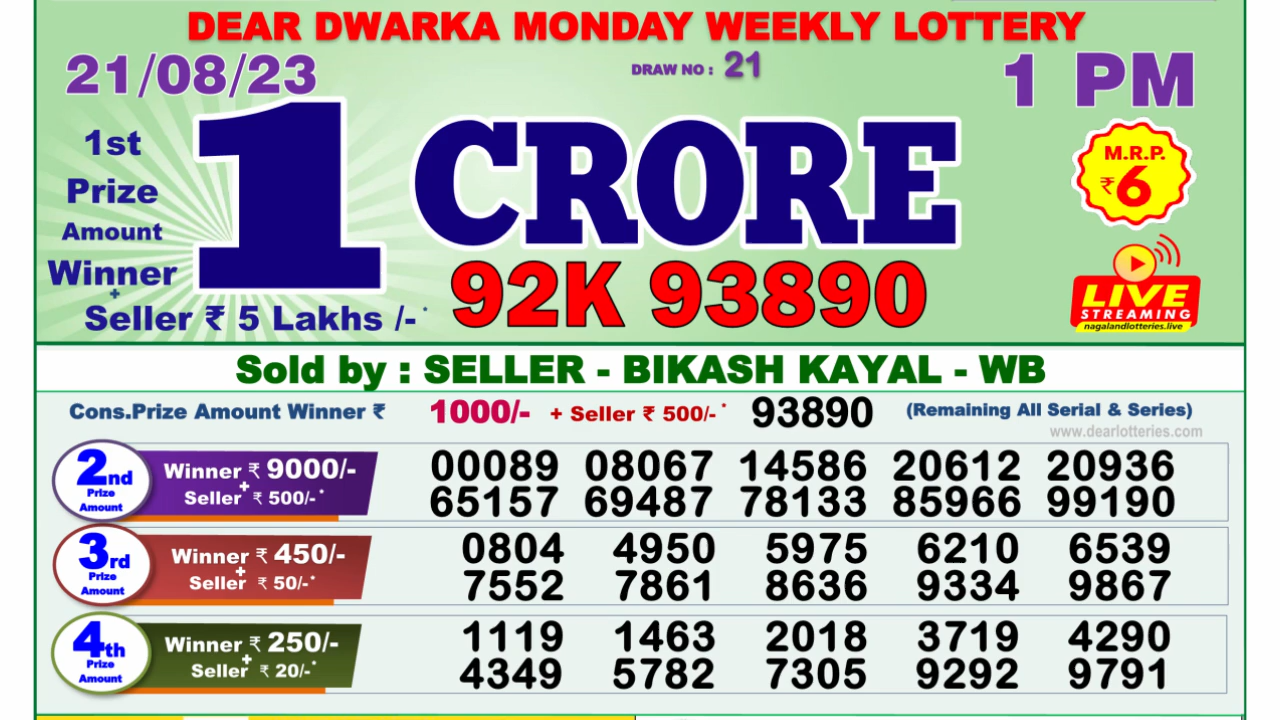 DEAR DWARKA MONDAY WEEKLY LOTTERY
21/08/23
DRAW NO : 21
1 PM
1st
Prize
Amount
Winner
+
Seller ₹ 5 Lakhs /- *
1 CRORE
92K 93890
M.R.P.
₹6
LIVE
STREAMING
nagalandlotteries.live
Sold by : SELLER - BIKASH KAYAL - WB
Cons.Prize Amount Winner ₹ 1000/- + Seller ₹ 500/- * 93890 (Remaining All Serial & Series)
www.dearlotteries.com
2nd
Prize
Amount
Winner ₹ 9000/-
+
Seller ₹ 500/- *
00089 08067 14586 20612 20936
65157 69487 78133 85966 99190
3rd
Prize
Amount
Winner ₹ 450/-
+
Seller ₹ 50/- *
0804 4950 5975 6210 6539
7552 7861 8636 9334 9867
4th
Prize
Amount
Winner ₹ 250/-
+
Seller ₹ 20/- *
1119 1463 2018 3719 4290
4349 5782 7305 9292 9791